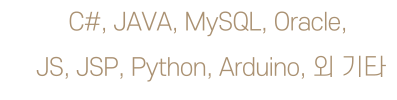 C#, JAVA, MySQL, Oracle,
JS, JSP, Python, Arduino, 외 기타